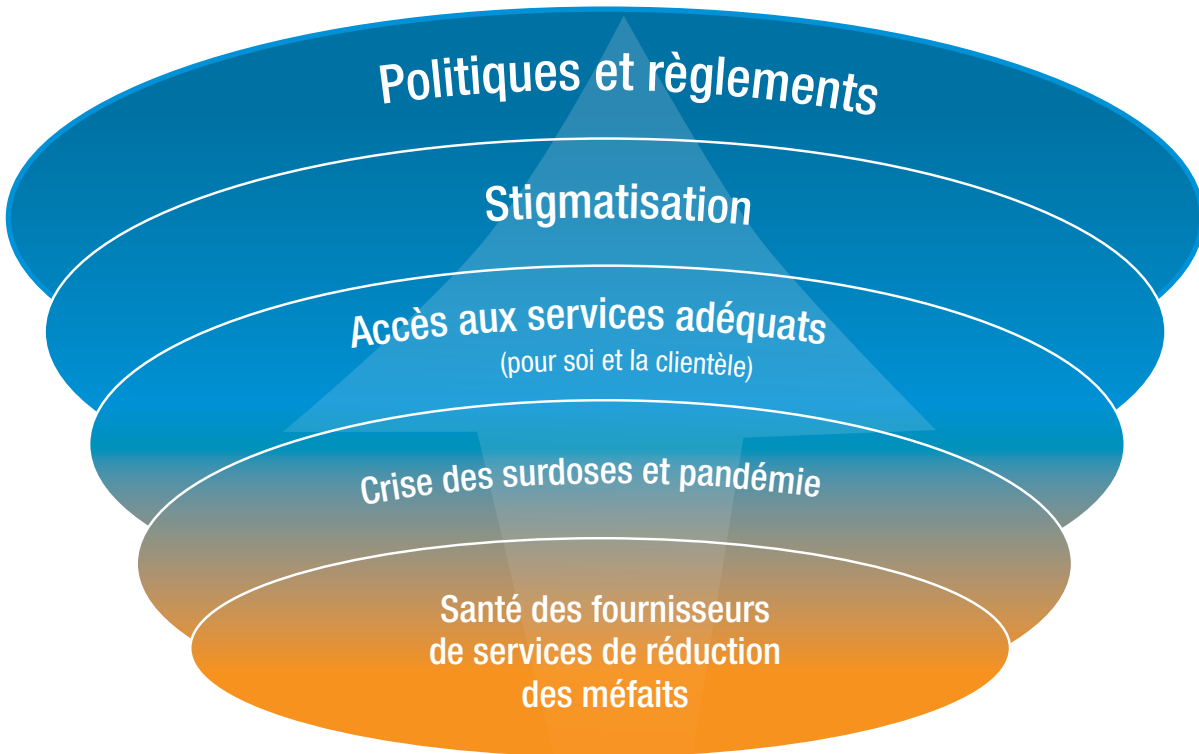 Politiques et règlements
Stigmatisation
Accès aux services adéquats
(pour soi et la clientèle)
Crise des surdoses et pandémie
Santé des fournisseurs
de services de réduction
des méfaits